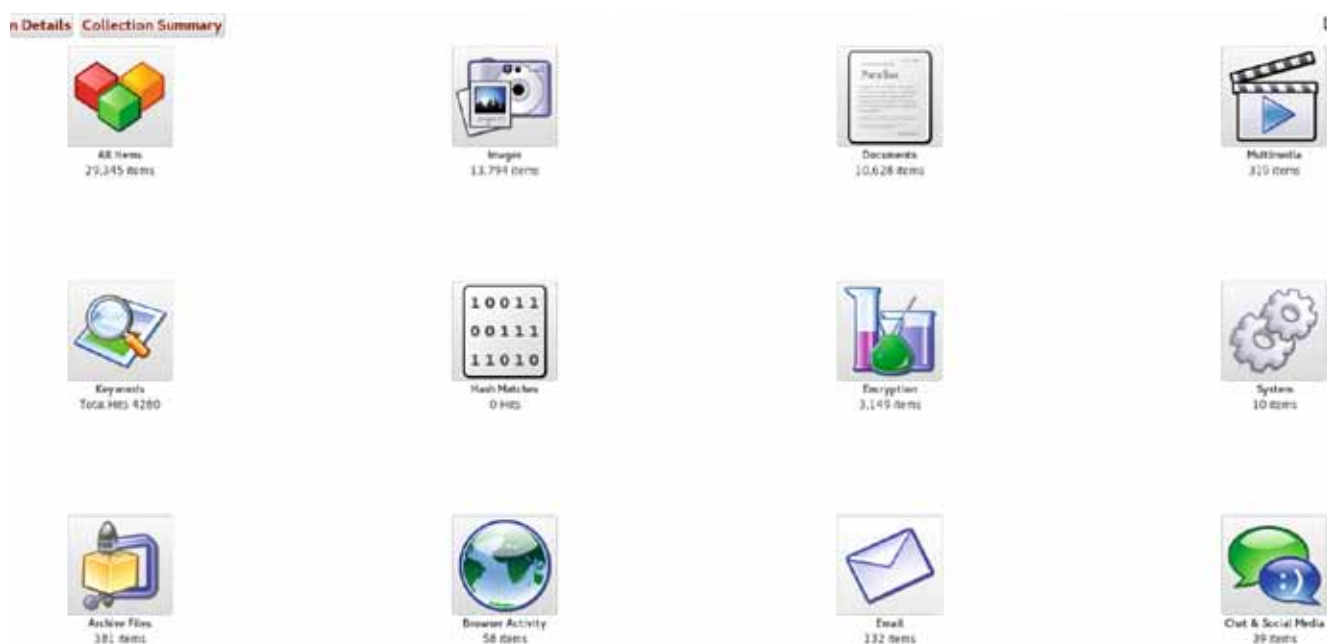 n Details Collection Summary
All Items
29,345 items
Images
13,794 items
Documents
10,628 items
Multimedia
319 items
Keywords
Total Hits 4280
10011
00111
11010
Hash Matches
0 Hits
Encryption
3,149 items
System
10 items
Archive Files
381 items
Browser Activity
58 items
Email
132 items
:)
Chat & Social Media
39 items